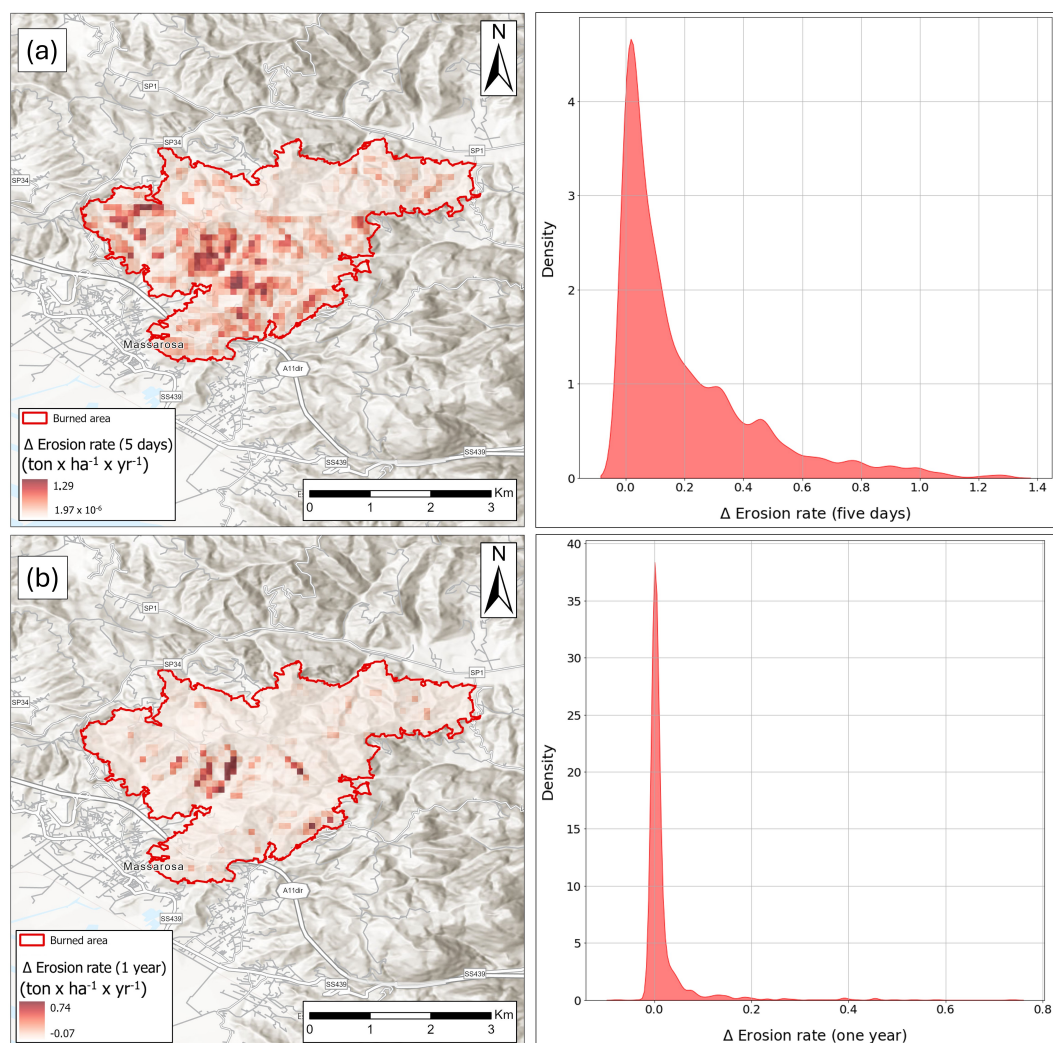 (a)
N
SP1
SP34
SP1
SP34
Massarosa
A11dir
SS439
SS439
SS439
Burned area
Δ Erosion rate (5 days)
(ton x ha⁻¹ x yr⁻¹)
1.29
1.97 x 10⁻⁶
Km
0 1 2 3
Density
4
3
2
1
0
0.0 0.2 0.4 0.6 0.8 1.0 1.2 1.4
Δ Erosion rate (five days)
(b)
N
SP1
SP34
SP1
SP34
Massarosa
A11dir
SS439
SS439
SS439
Burned area
Δ Erosion rate (1 year)
(ton x ha⁻¹ x yr⁻¹)
0.74
-0.07
Km
0 1 2 3
Density
40
35
30
25
20
15
10
5
0
0.0 0.2 0.4 0.6 0.8
Δ Erosion rate (one year)